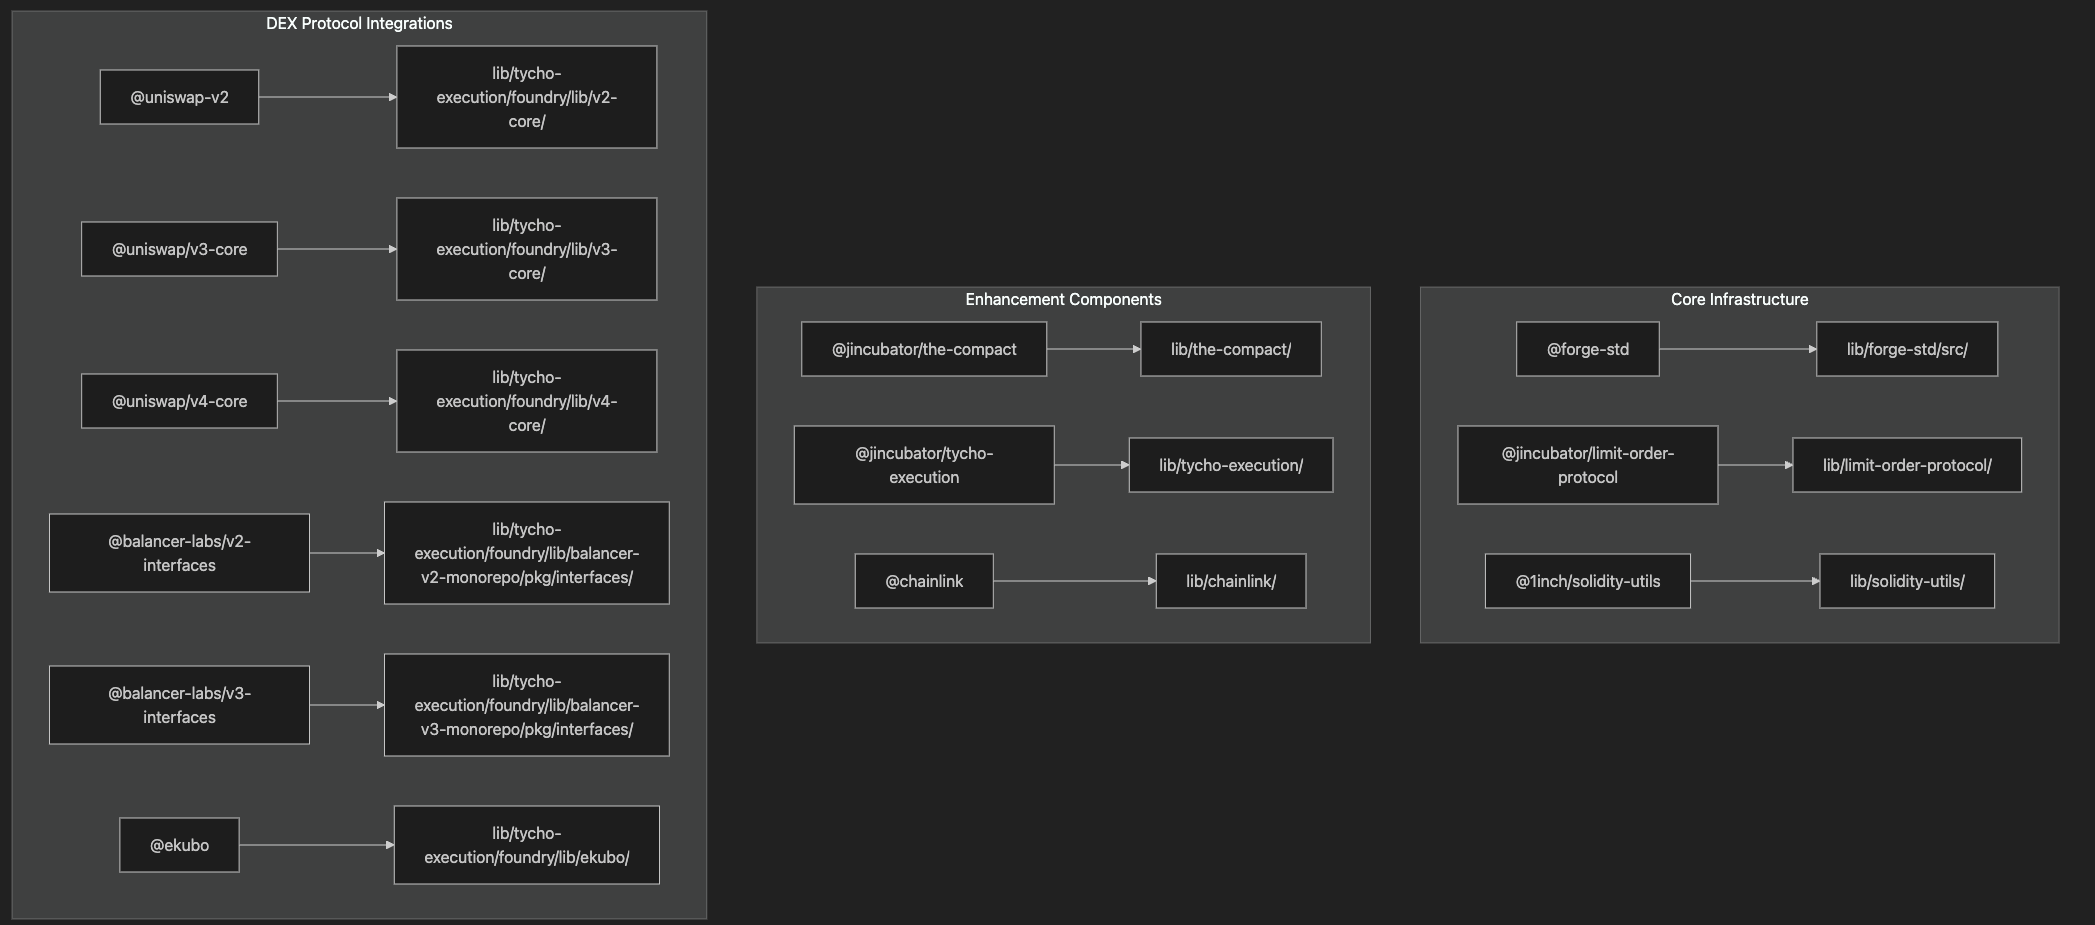 DEX Protocol Integrations
@uniswap-v2
lib/tycho-
execution/foundry/lib/v2-
core/
@uniswap/v3-core
lib/tycho-
execution/foundry/lib/v3-
core/
@uniswap/v4-core
lib/tycho-
execution/foundry/lib/v4-
core/
@balancer-labs/v2-
interfaces
lib/tycho-
execution/foundry/lib/balancer-
v2-monorepo/pkg/interfaces/
@balancer-labs/v3-
interfaces
lib/tycho-
execution/foundry/lib/balancer-
v3-monorepo/pkg/interfaces/
@ekubo
lib/tycho-
execution/foundry/lib/ekubo/
Enhancement Components
@jincubator/the-compact
lib/the-compact/
@jincubator/tycho-
execution
lib/tycho-execution/
@chainlink
lib/chainlink/
Core Infrastructure
@forge-std
lib/forge-std/src/
@jincubator/limit-order-
protocol
lib/limit-order-protocol/
@1inch/solidity-utils
lib/solidity-utils/